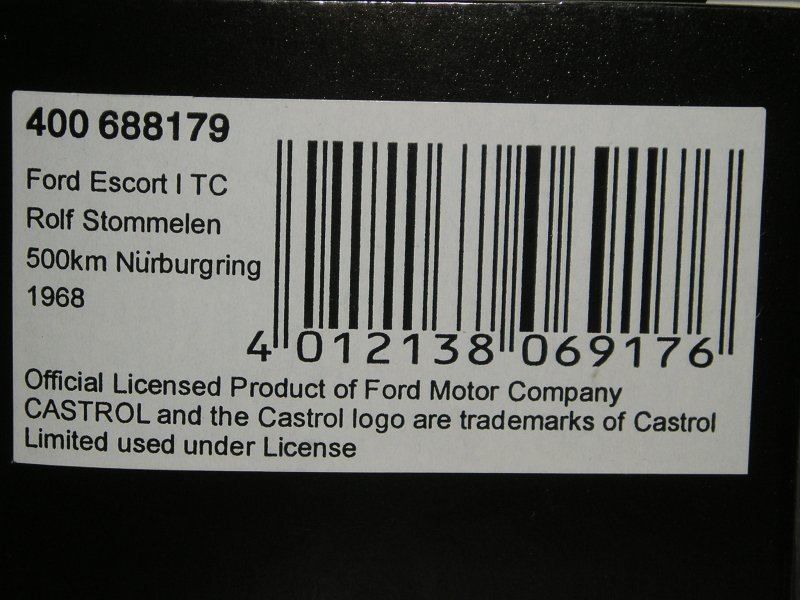 400 688179
Ford Escort I TC
Rolf Stommelen
500km Nürburgring
1968
4 012138 069176
Official Licensed Product of Ford Motor Company
CASTROL and the Castrol logo are trademarks of Castrol
Limited used under License